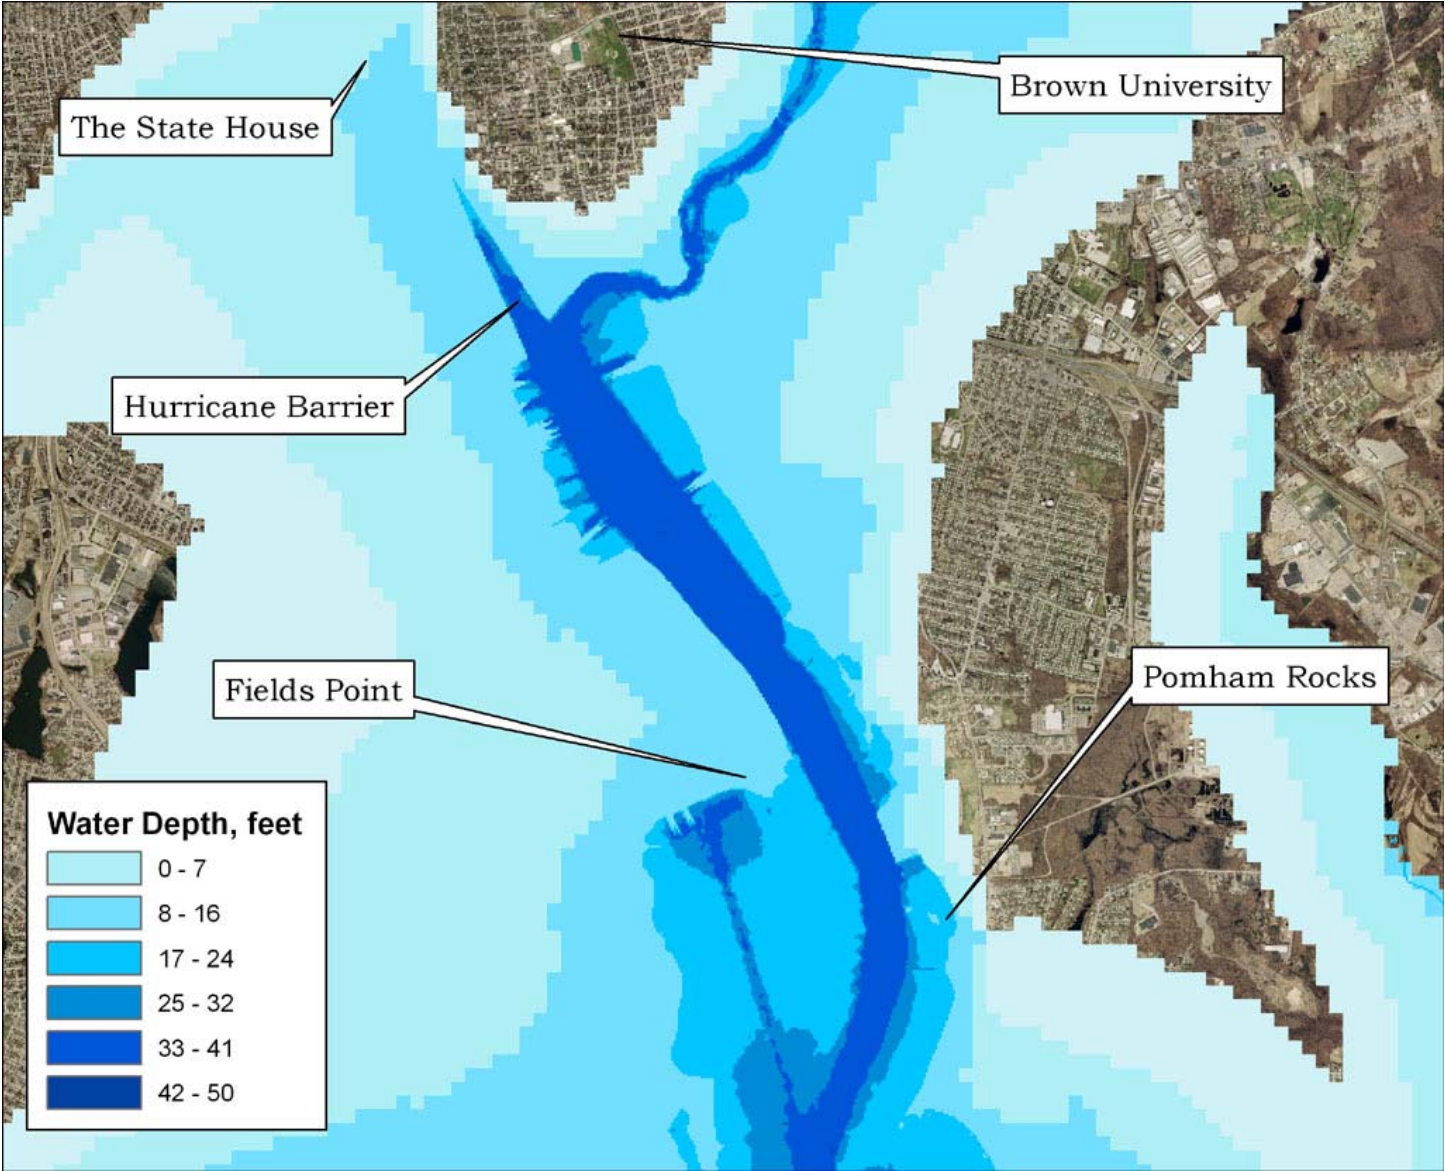 Brown University
The State House
Hurricane Barrier
Fields Point
Pomham Rocks
Water Depth, feet
0 - 7
8 - 16
17 - 24
25 - 32
33 - 41
42 - 50